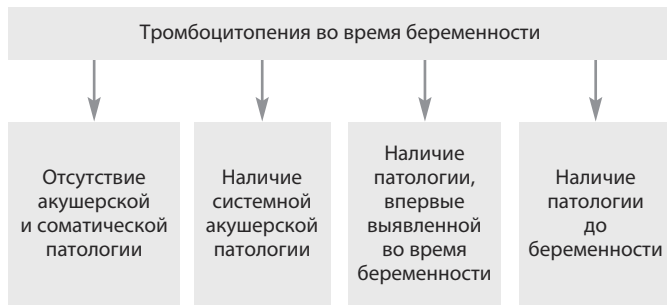 Тромбоцитопения во время беременности
Отсутствие
акушерской
и соматической
патологии
Наличие
системной
акушерской
патологии
Наличие
патологии,
впервые
выявленной
во время
беременности
Наличие
патологии
до
беременности